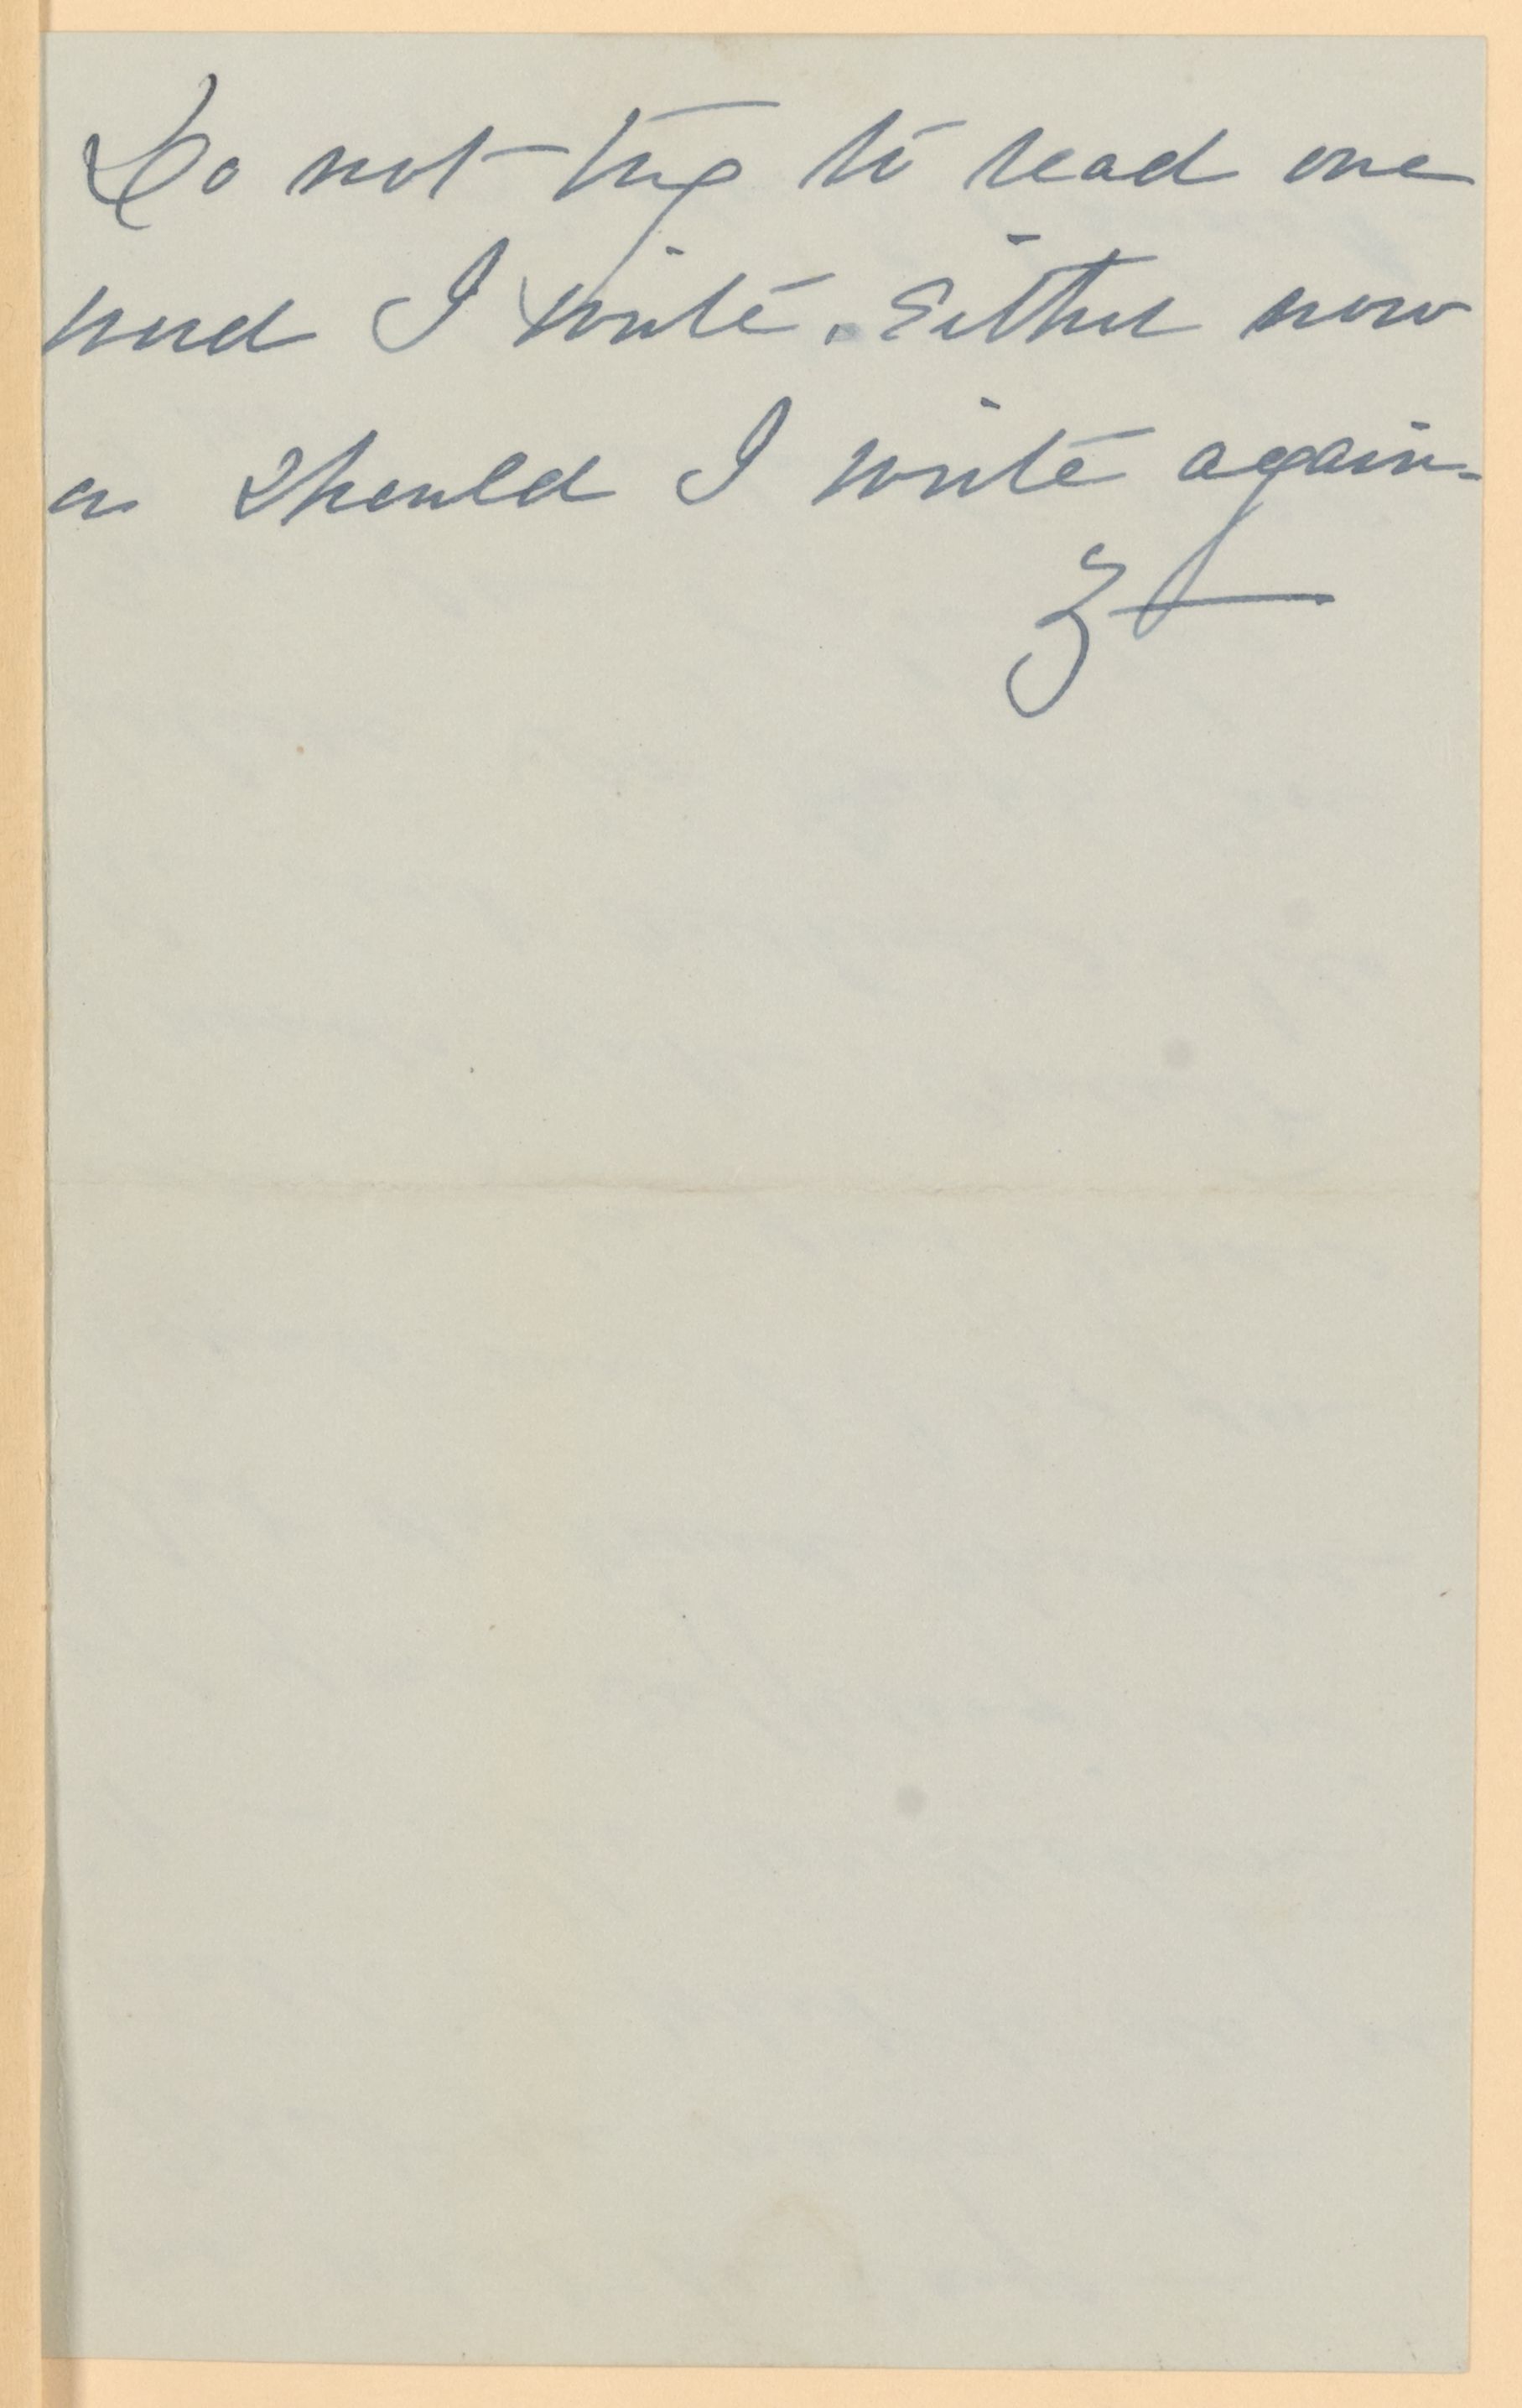 Do not try to read one
word I write. Either now
or should I write again.